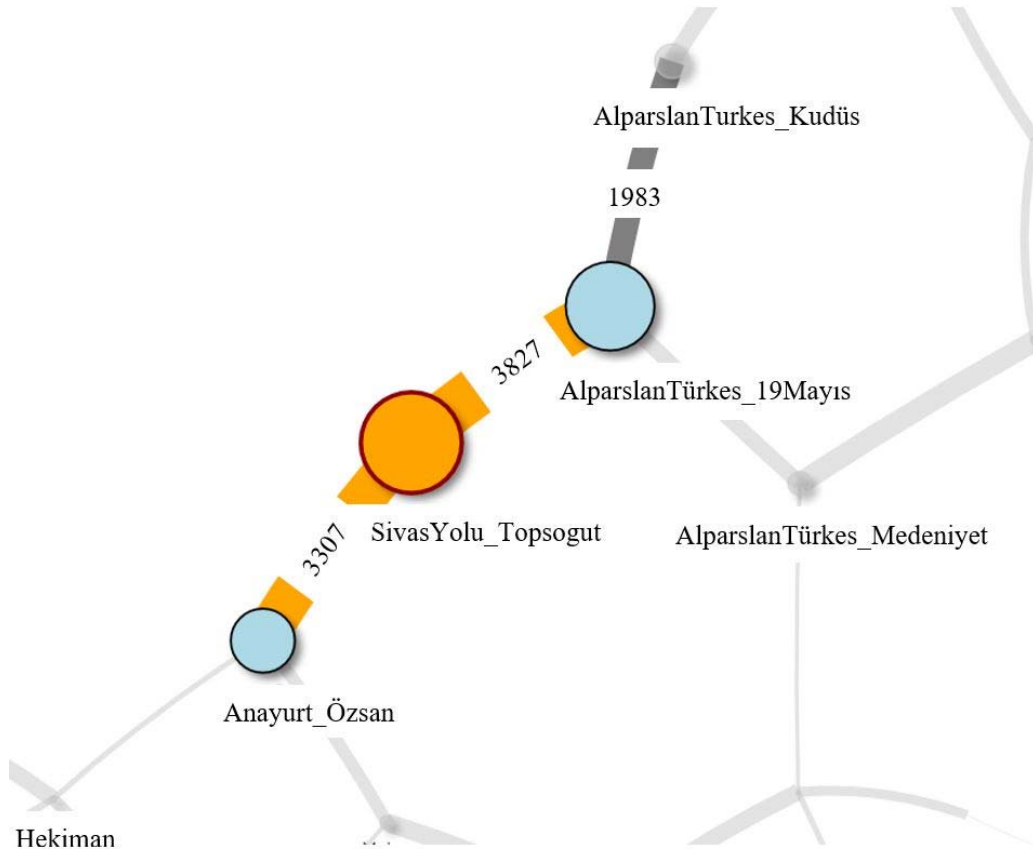 AlparslanTurkes_Kudüs
1983
3827
AlparslanTürkes_19Mayıs
SivasYolu_Topsogut
AlparslanTürkes_Medeniyet
3307
Anayurt_Özsan
Hekiman